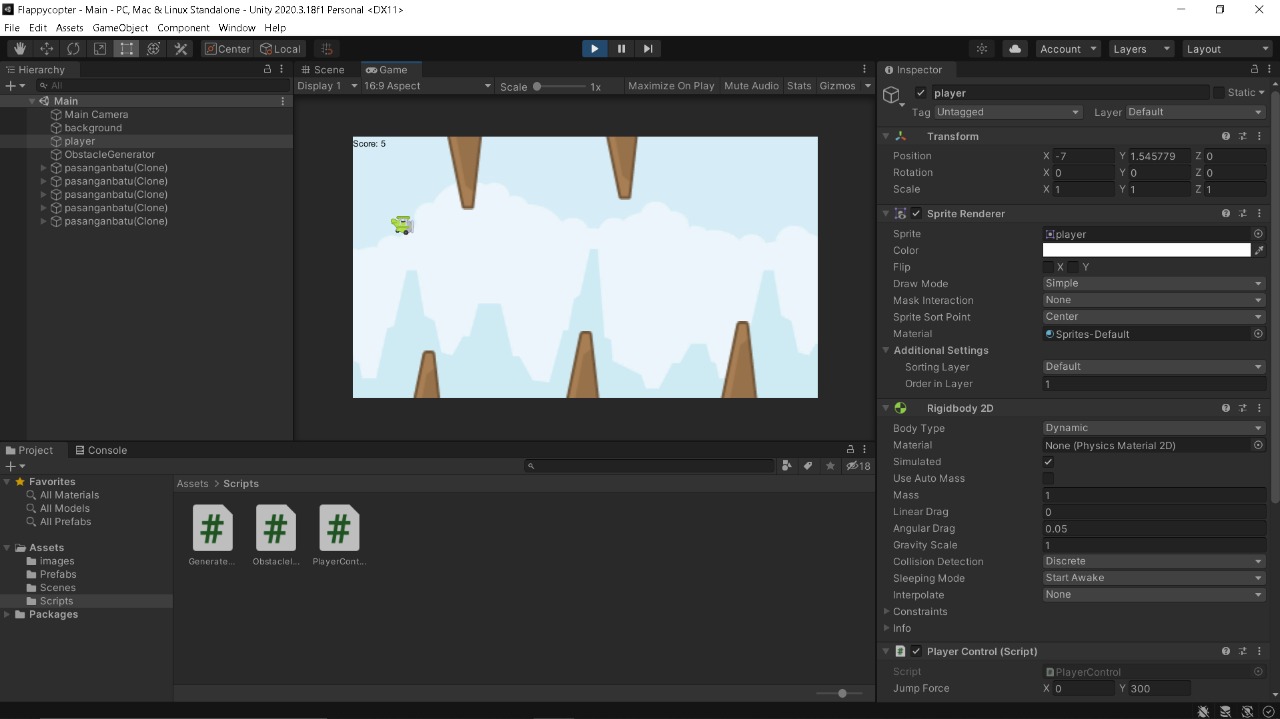 Flappycopter - Main - PC, Mac & Linux Standalone - Unity 2020.3.18f1 Personal <DX11>
File Edit Assets GameObject Component Window Help
Center Local
Account Layers Layout
Hierarchy
All
Main
Main Camera
background
player
ObstacleGenerator
pasanganbatu(Clone)
pasanganbatu(Clone)
pasanganbatu(Clone)
pasanganbatu(Clone)
pasanganbatu(Clone)
Scene Game
Display 1 16:9 Aspect Scale 1x Maximize On Play Mute Audio Stats Gizmos
Score: 5
Inspector
player Static
Tag Untagged Layer Default
Transform
Position X -7 Y 1.545779 Z 0
Rotation X 0 Y 0 Z 0
Scale X 1 Y 1 Z 1
Sprite Renderer
Sprite player
Color
Flip X Y
Draw Mode Simple
Mask Interaction None
Sprite Sort Point Center
Material Sprites-Default
Additional Settings
Sorting Layer Default
Order in Layer 1
Rigidbody 2D
Body Type Dynamic
Material None (Physics Material 2D)
Simulated
Use Auto Mass
Mass 1
Linear Drag 0
Angular Drag 0.05
Gravity Scale 1
Collision Detection Discrete
Sleeping Mode Start Awake
Interpolate None
Constraints
Info
Player Control (Script)
Script PlayerControl
Jump Force X 0 Y 300
Project Console
18
Favorites
All Materials
All Models
All Prefabs
Assets
images
Prefabs
Scenes
Scripts
Packages
Assets > Scripts
Generate... Obstaclel... PlayerCont...